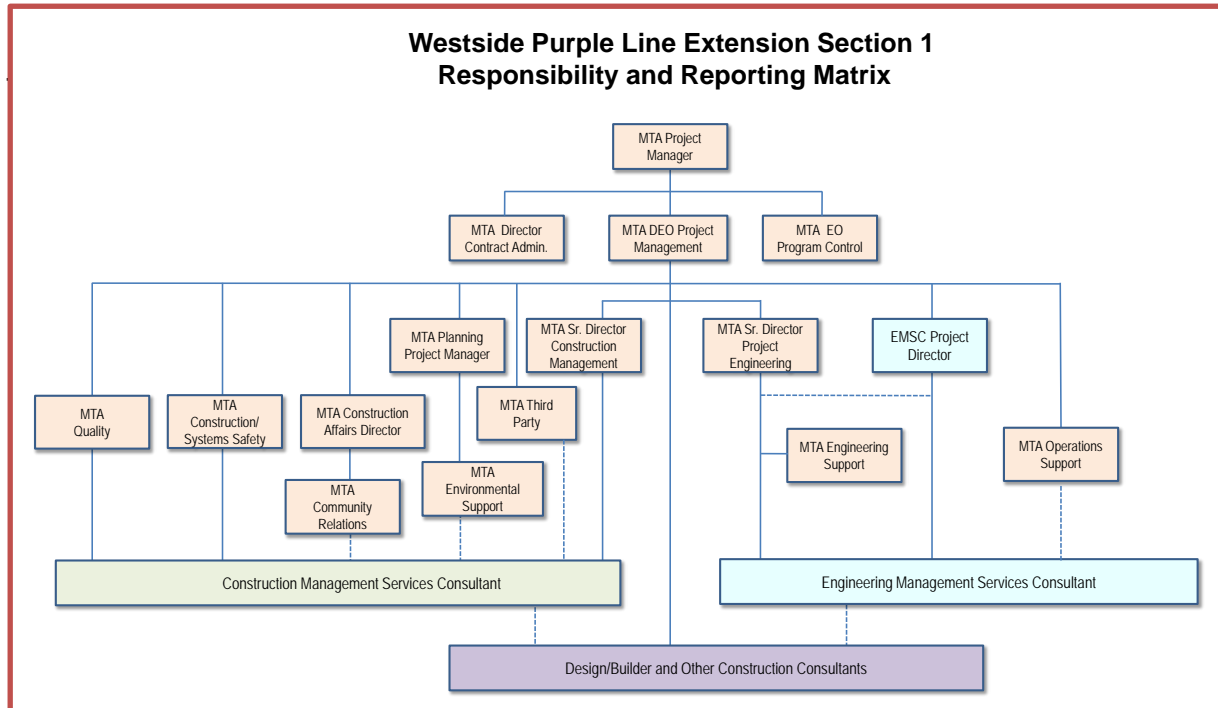 Westside Purple Line Extension Section 1
Responsibility and Reporting Matrix
MTA Project
Manager
MTA Director
Contract Admin.
MTA DEO Project
Management
MTA EO
Program Control
MTA Planning
Project Manager
MTA Sr. Director
Construction
Management
MTA Sr. Director
Project
Engineering
EMSC Project
Director
MTA
Quality
MTA
Construction/
Systems Safety
MTA Construction
Affairs Director
MTA Third
Party
MTA Engineering
Support
MTA Operations
Support
MTA
Community
Relations
MTA
Environmental
Support
Construction Management Services Consultant
Engineering Management Services Consultant
Design/Builder and Other Construction Consultants